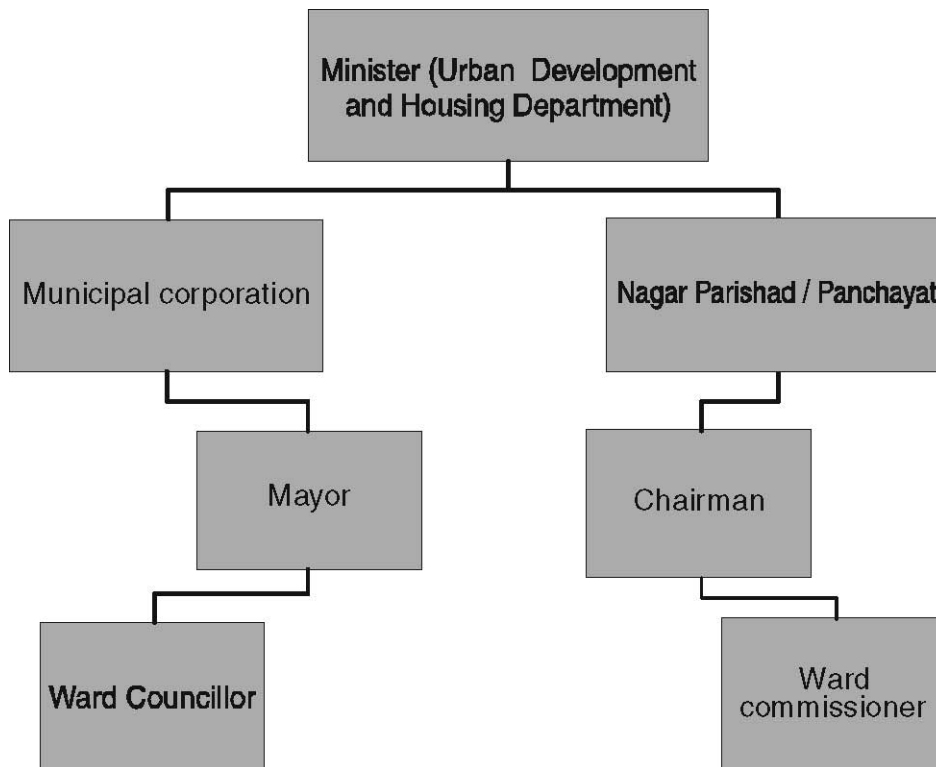 Minister (Urban Development
and Housing Department)
Municipal corporation
Nagar Parishad / Panchayat
Mayor
Chairman
Ward Councillor
Ward
commissioner